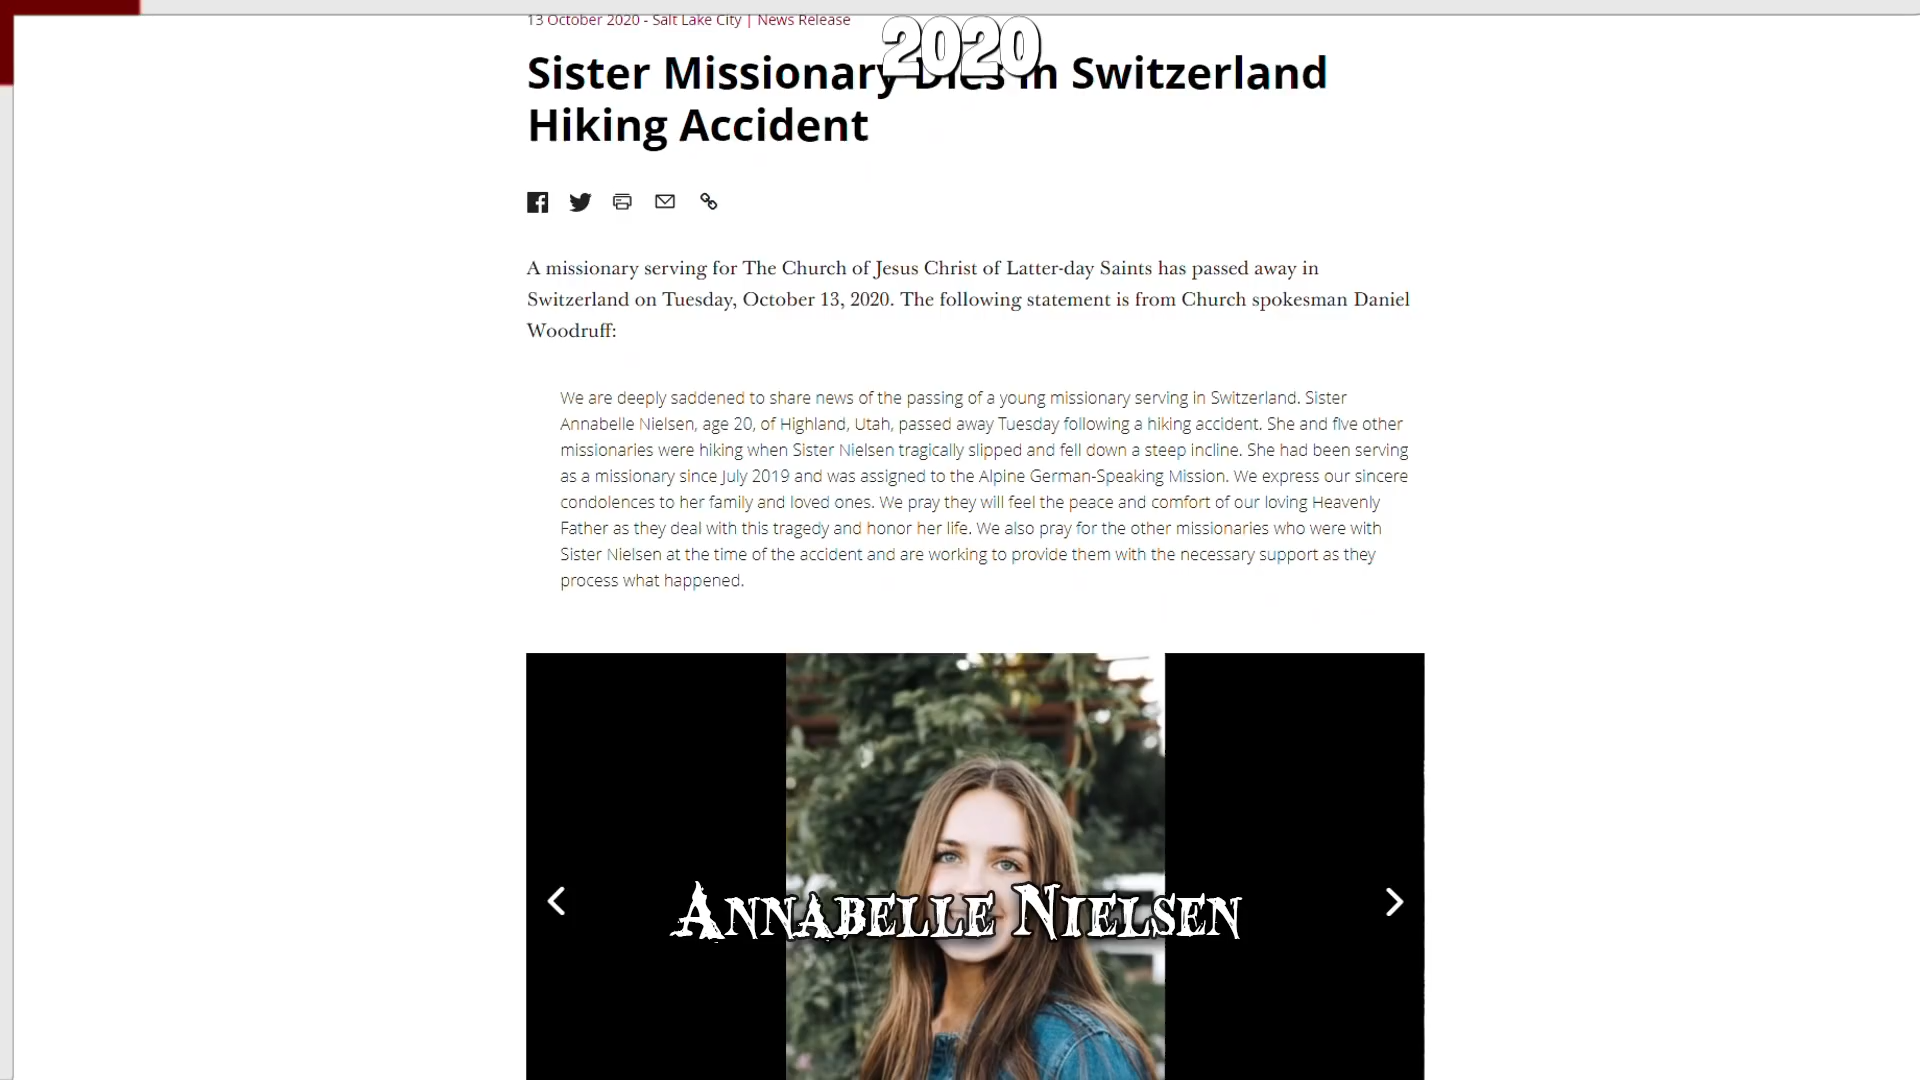 13 October 2020 - Salt Lake City | News Release
2020
Sister Missionary Dies in Switzerland
Hiking Accident
A missionary serving for The Church of Jesus Christ of Latter-day Saints has passed away in
Switzerland on Tuesday, October 13, 2020. The following statement is from Church spokesman Daniel
Woodruff:
We are deeply saddened to share news of the passing of a young missionary serving in Switzerland. Sister
Annabelle Nielsen, age 20, of Highland, Utah, passed away Tuesday following a hiking accident. She and five other
missionaries were hiking when Sister Nielsen tragically slipped and fell down a steep incline. She had been serving
as a missionary since July 2019 and was assigned to the Alpine German-Speaking Mission. We express our sincere
condolences to her family and loved ones. We pray they will feel the peace and comfort of our loving Heavenly
Father as they deal with this tragedy and honor her life. We also pray for the other missionaries who were with
Sister Nielsen at the time of the accident and are working to provide them with the necessary support as they
process what happened.
Annabelle Nielsen